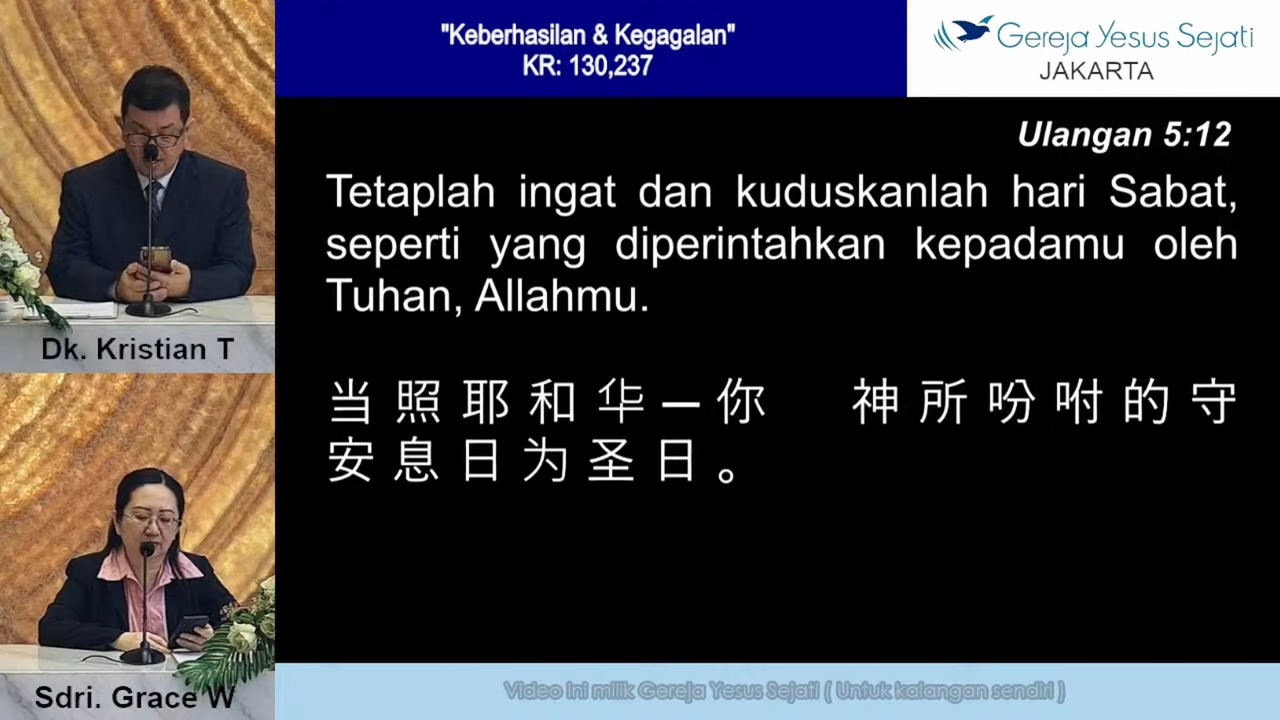 "Keberhasilan & Kegagalan"
KR: 130,237
Gereja Yesus Sejati
JAKARTA
Ulangan 5:12
Tetaplah ingat dan kuduskanlah hari Sabat,
seperti yang diperintahkan kepadamu oleh
Tuhan, Allahmu.
当照耶和华—你 神所吩咐的守
安息日为圣日。
Dk. Kristian T
Sdri. Grace W
Video ini milik Gereja Yesus Sejati ( Untuk kalangan sendiri )